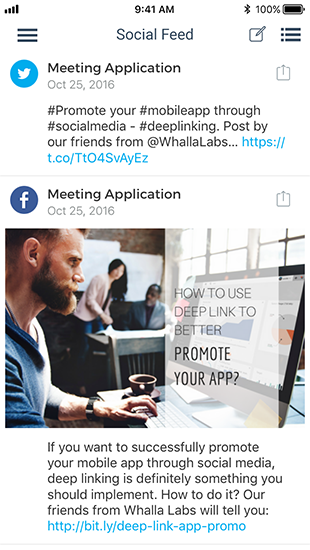 9:41 AM
100%
Social Feed
Meeting Application
Oct 25, 2016
#Promote your #mobileapp through
#socialmedia - #deeplinking. Post by
our friends from @WhallaLabs... https://
t.co/TtO4SvAyEz
Meeting Application
Oct 25, 2016
HOW TO USE
DEEP LINK TO
BETTER
PROMOTE
YOUR APP?
If you want to successfully promote
your mobile app through social media,
deep linking is definitely something you
should implement. How to do it? Our
friends from Whalla Labs will tell you:
http://bit.ly/deep-link-app-promo